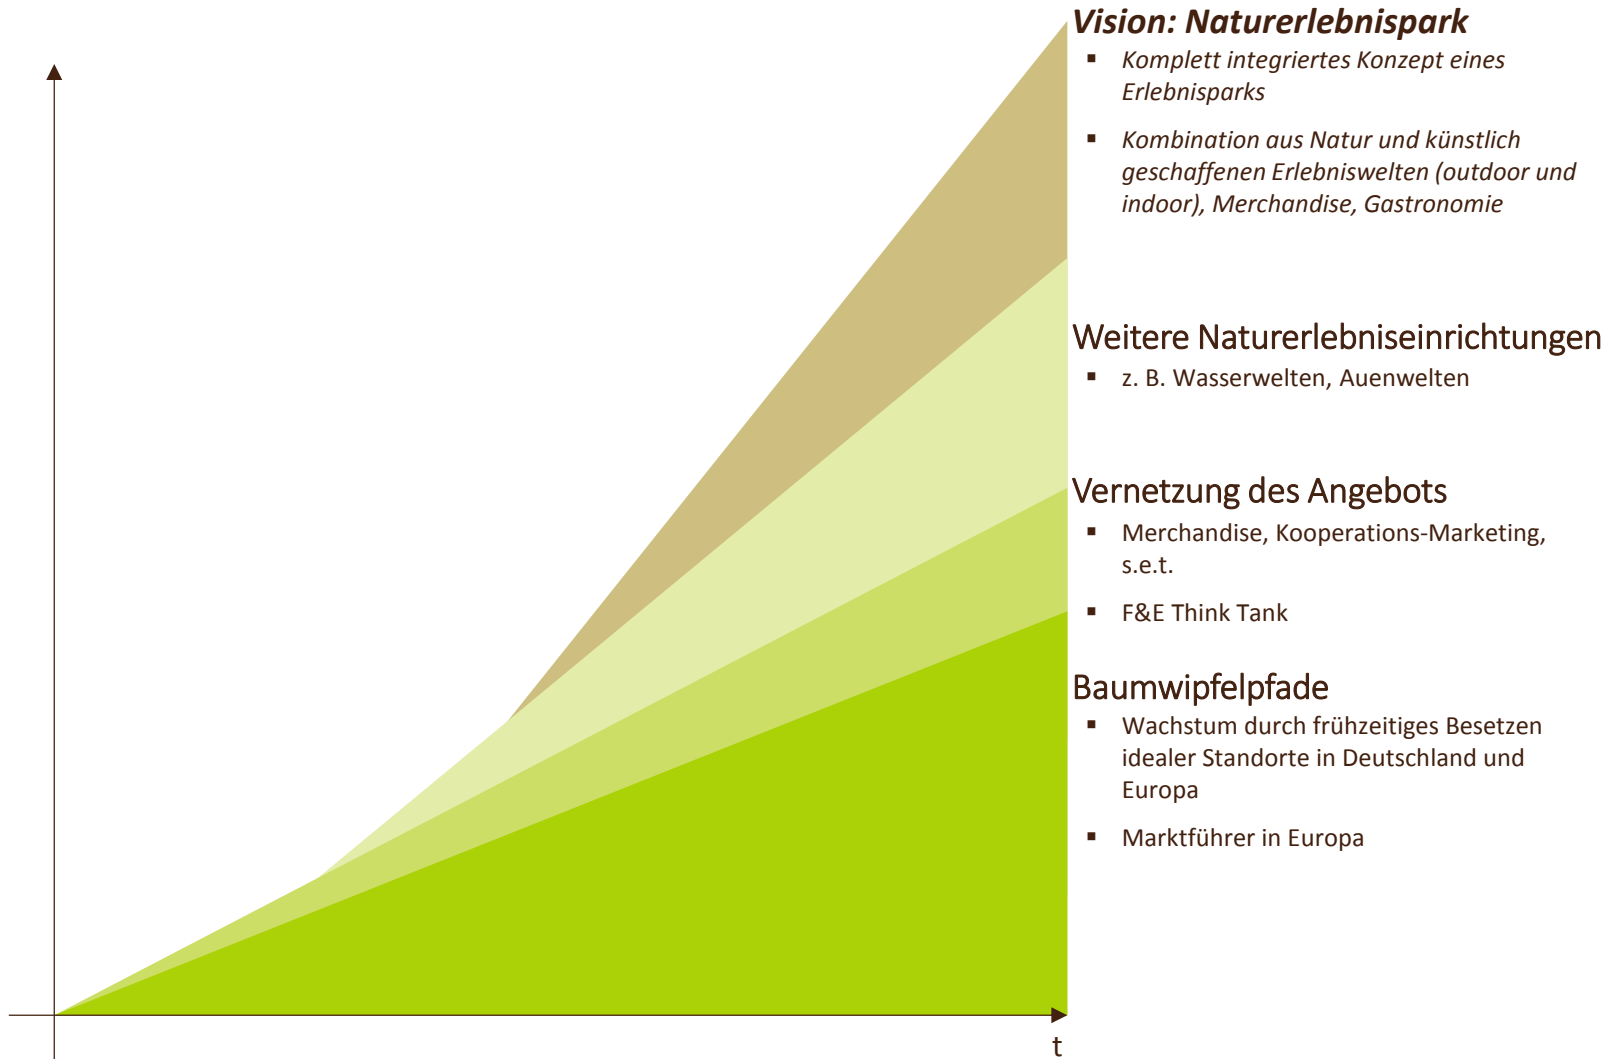 Vision: Naturerlebnispark
▪ Komplett integriertes Konzept eines
Erlebnisparks
▪ Kombination aus Natur und künstlich
geschaffenen Erlebniswelten (outdoor und
indoor), Merchandise, Gastronomie
Weitere Naturerlebniseinrichtungen
▪ z. B. Wasserwelten, Auenwelten
Vernetzung des Angebots
▪ Merchandise, Kooperations-Marketing,
s.e.t.
▪ F&E Think Tank
Baumwipfelpfade
▪ Wachstum durch frühzeitiges Besetzen
idealer Standorte in Deutschland und
Europa
▪ Marktführer in Europa
t